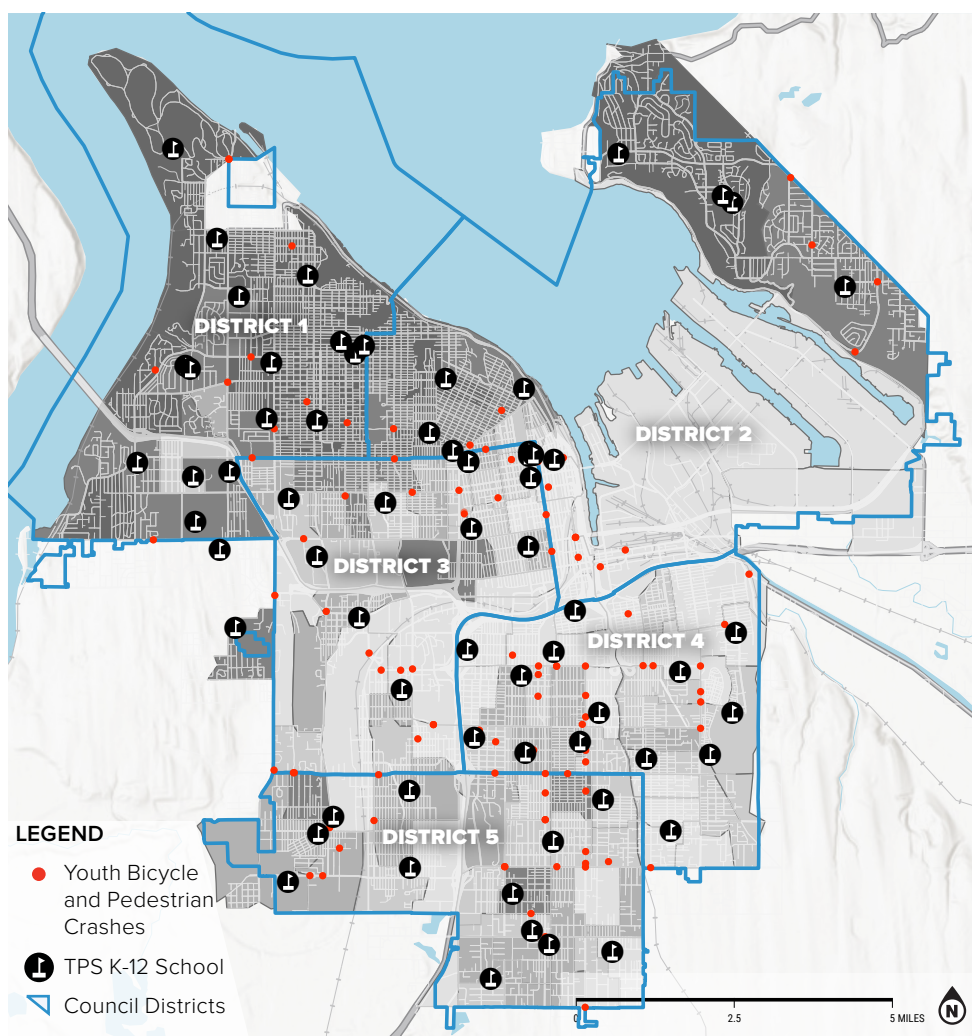 DISTRICT 1
DISTRICT 2
DISTRICT 3
DISTRICT 4
DISTRICT 5
LEGEND
Youth Bicycle
and Pedestrian
Crashes
TPS K-12 School
Council Districts
0 2.5 5 MILES
N